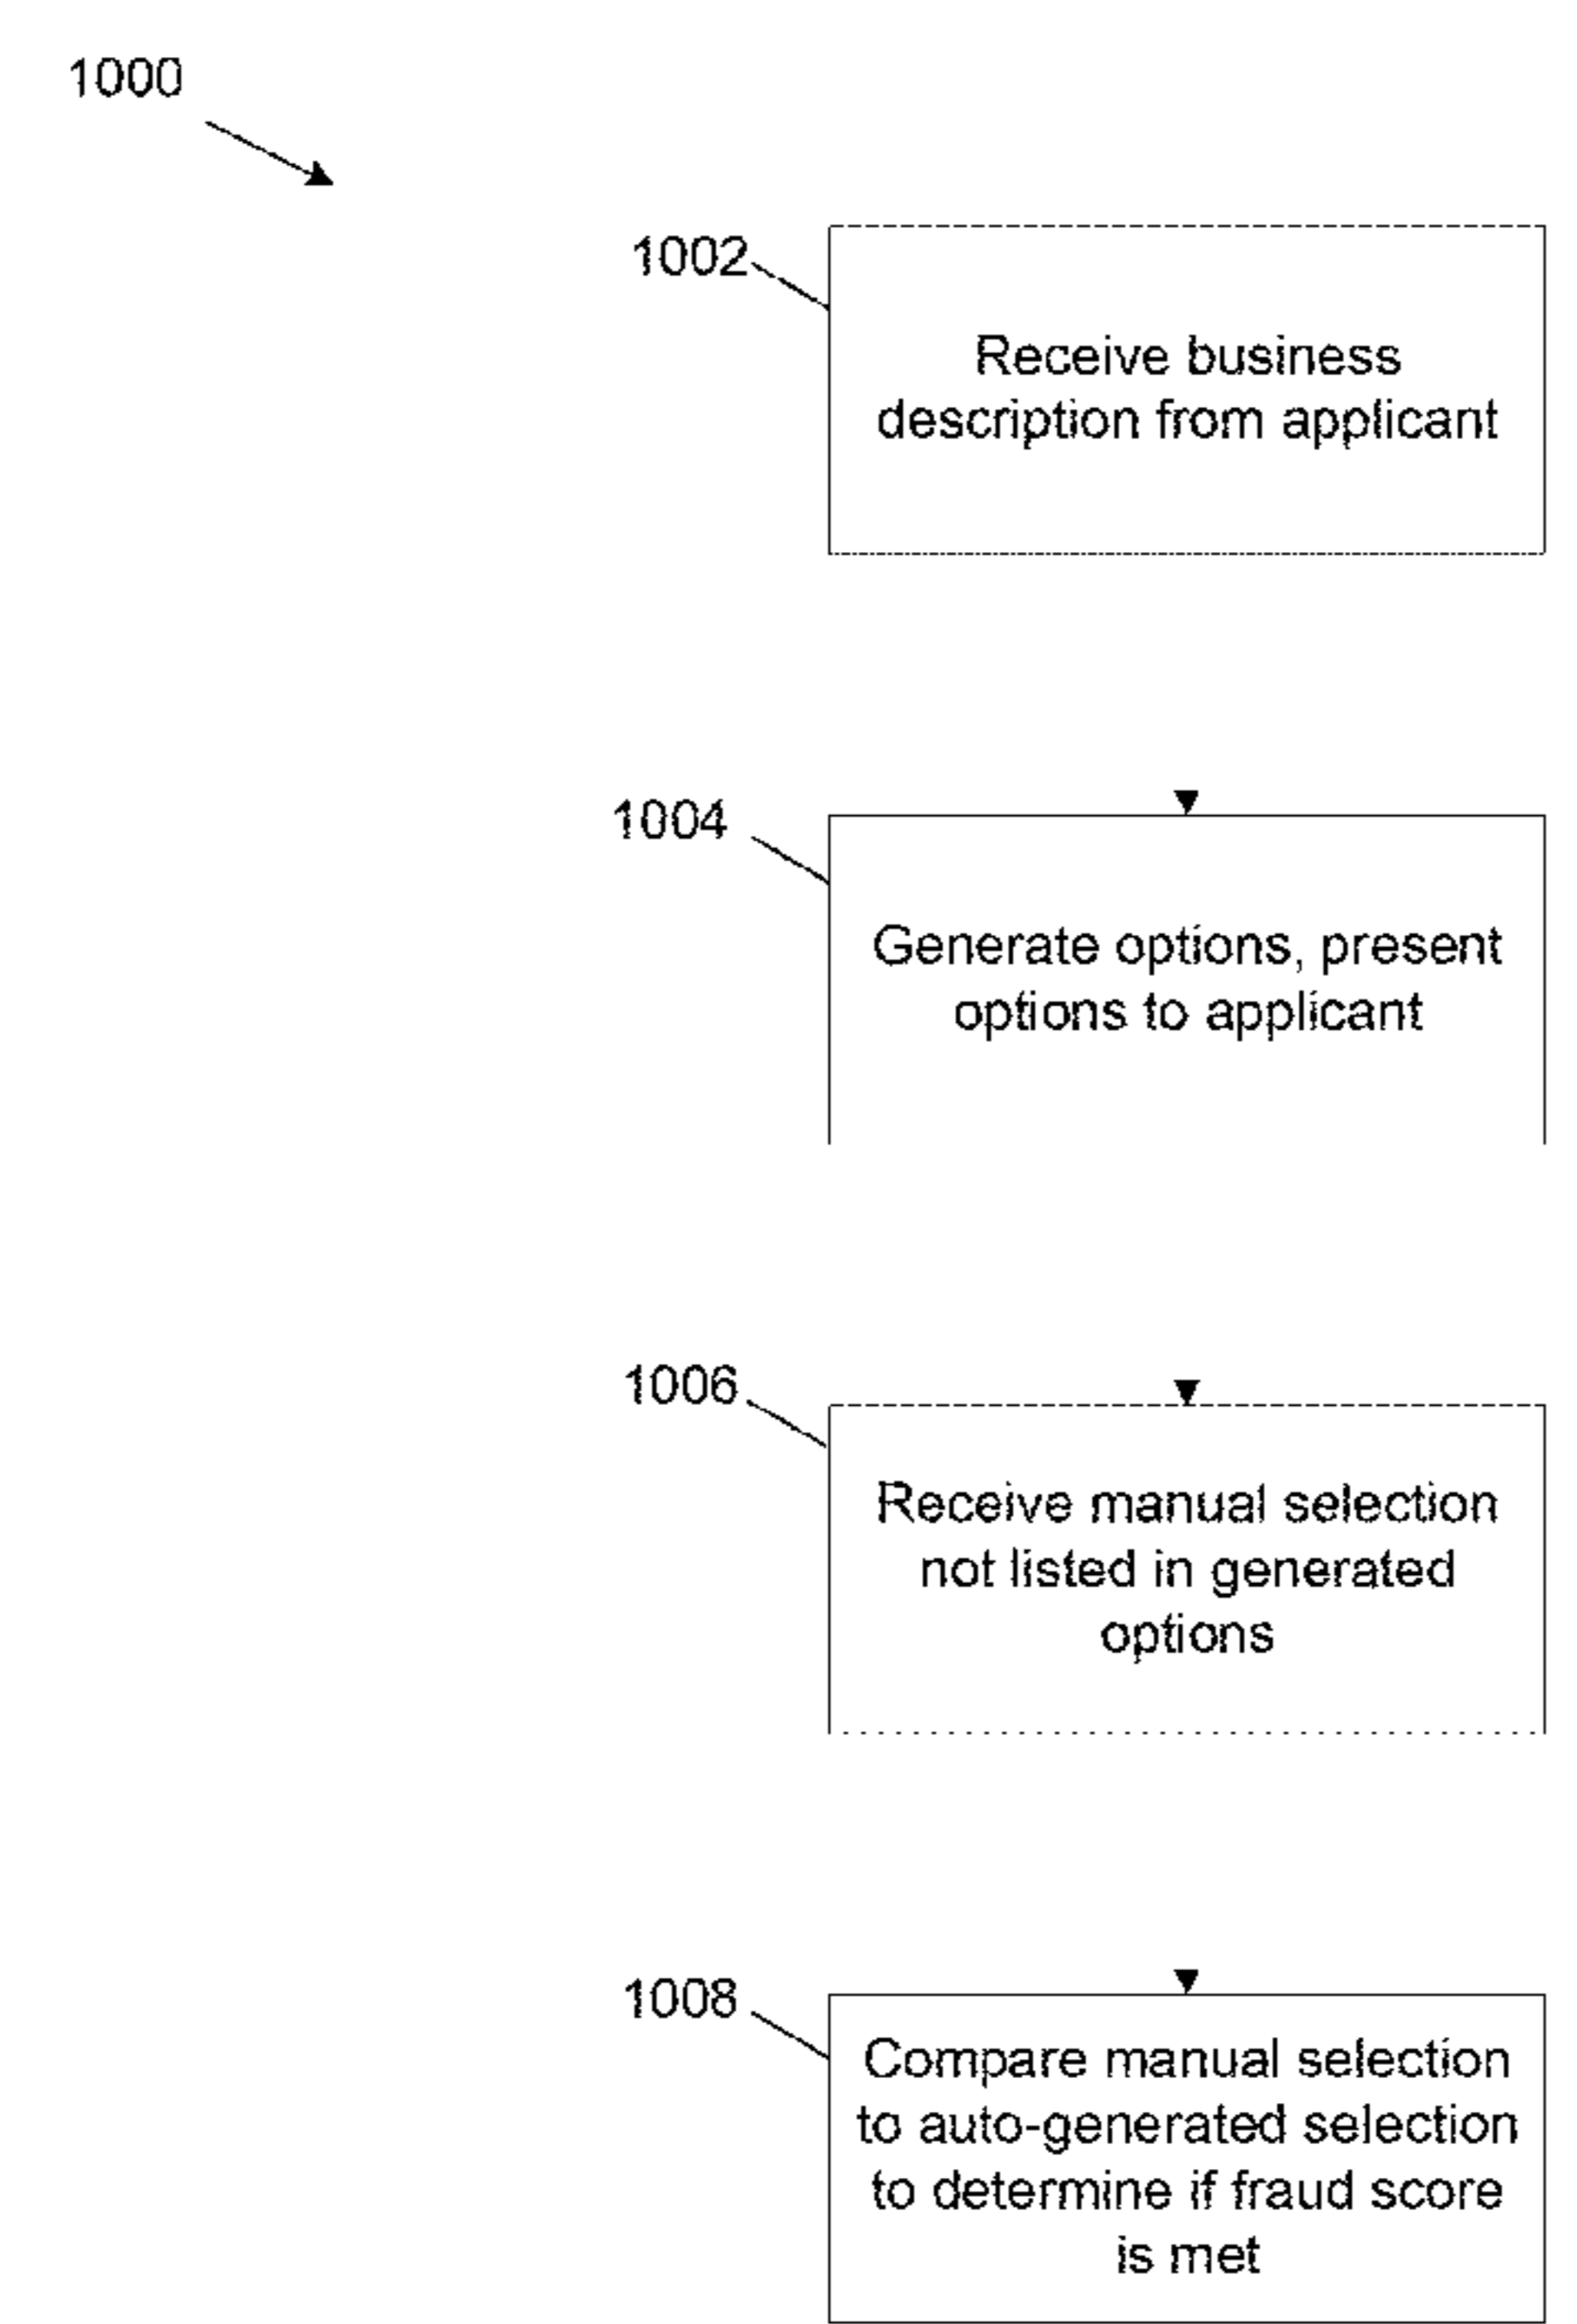 1000
1002
Receive business
description from applicant
1004
Generate options, present
options to applicant
1006
Receive manual selection
not listed in generated
options
1008
Compare manual selection
to auto-generated selection
to determine if fraud score
is met